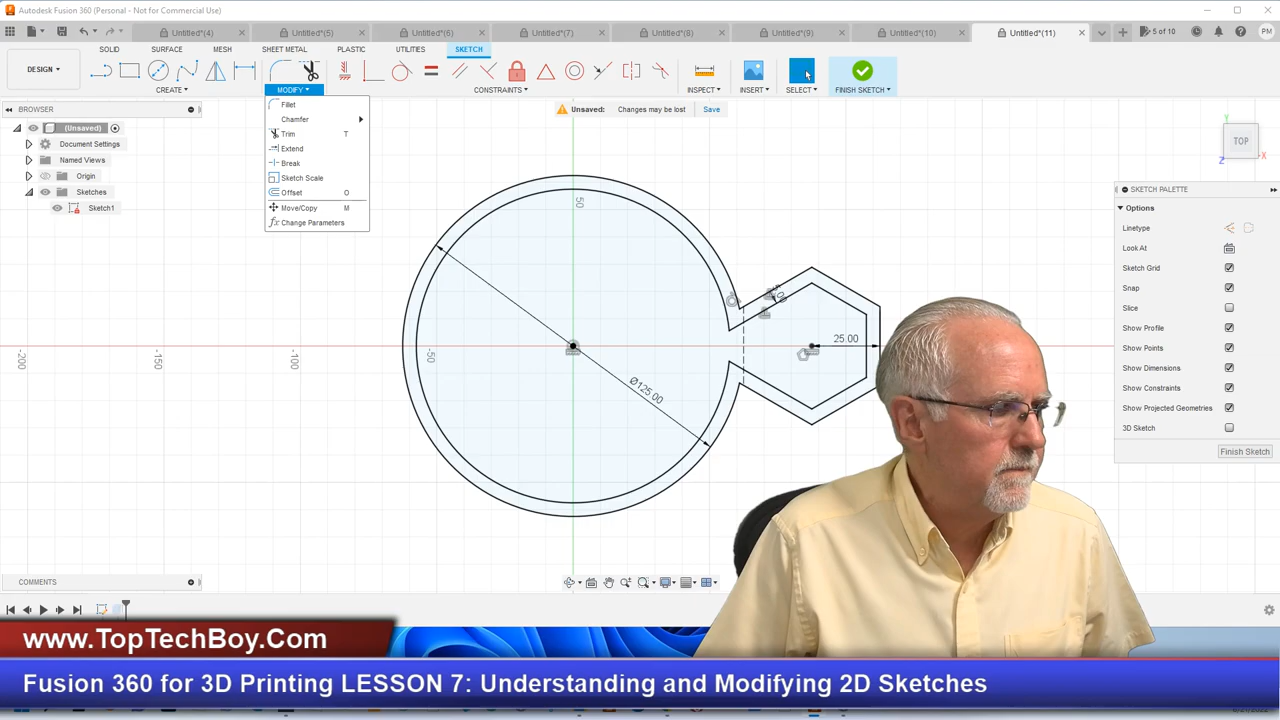 Autodesk Fusion 360 (Personal - Not for Commercial Use)
Untitled*(4) Untitled*(5) Untitled*(6) Untitled*(7) Untitled*(8) Untitled*(9) Untitled*(10) Untitled*(11) 5 of 10 PM
SOLID SURFACE MESH SHEET METAL PLASTIC UTILITIES SKETCH
DESIGN
CREATE MODIFY CONSTRAINTS INSPECT INSERT SELECT FINISH SKETCH
BROWSER
(Unsaved)
Document Settings
Named Views
Origin
Sketches
Sketch1
Fillet
Chamfer
Trim T
Extend
Break
Sketch Scale
Offset O
Move/Copy M
fx Change Parameters
Unsaved: Changes may be lost Save
Y
TOP
X
Z
50
-200
-100
-50
Ø125.00
25.00
SKETCH PALETTE
Options
Linetype
Look At
Sketch Grid
Snap
Slice
Show Profile
Show Points
Show Dimensions
Show Constraints
Show Projected Geometries
3D Sketch
Finish Sketch
COMMENTS
www.TopTechBoy.Com
Fusion 360 for 3D Printing LESSON 7: Understanding and Modifying 2D Sketches